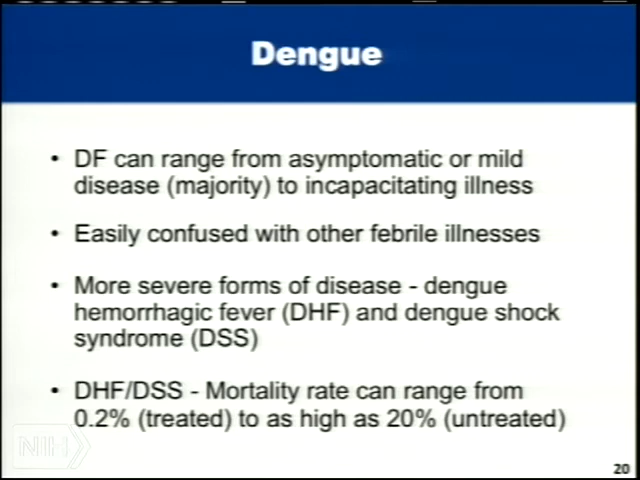 Dengue
• DF can range from asymptomatic or mild
disease (majority) to incapacitating illness
• Easily confused with other febrile illnesses
• More severe forms of disease - dengue
hemorrhagic fever (DHF) and dengue shock
syndrome (DSS)
• DHF/DSS - Mortality rate can range from
0.2% (treated) to as high as 20% (untreated)
NIH
20